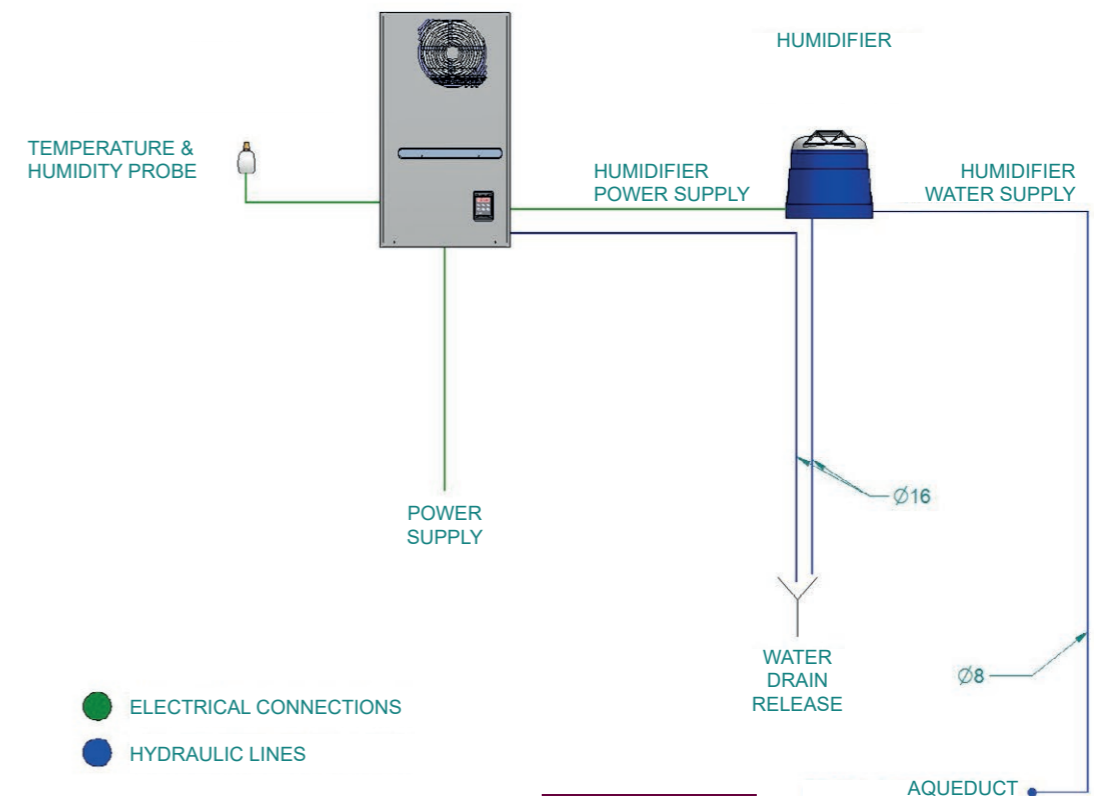 HUMIDIFIER
TEMPERATURE &
HUMIDITY PROBE
HUMIDIFIER
POWER SUPPLY
HUMIDIFIER
WATER SUPPLY
POWER
SUPPLY
Ø16
WATER
DRAIN
RELEASE
Ø8
ELECTRICAL CONNECTIONS
HYDRAULIC LINES
AQUEDUCT